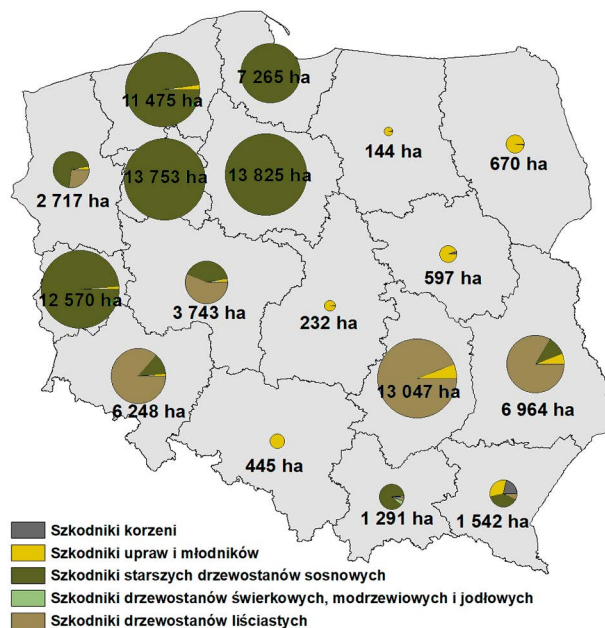 7 265 ha
11 475 ha
144 ha
670 ha
13 753 ha
13 825 ha
2 717 ha
597 ha
12 570 ha
3 743 ha
232 ha
13 047 ha
6 248 ha
6 964 ha
445 ha
1 291 ha
1 542 ha
Szkodniki korzeni
Szkodniki upraw i młodników
Szkodniki starszych drzewostanów sosnowych
Szkodniki drzewostanów świerkowych, modrzewiowych i jodłowych
Szkodniki drzewostanów liściastych